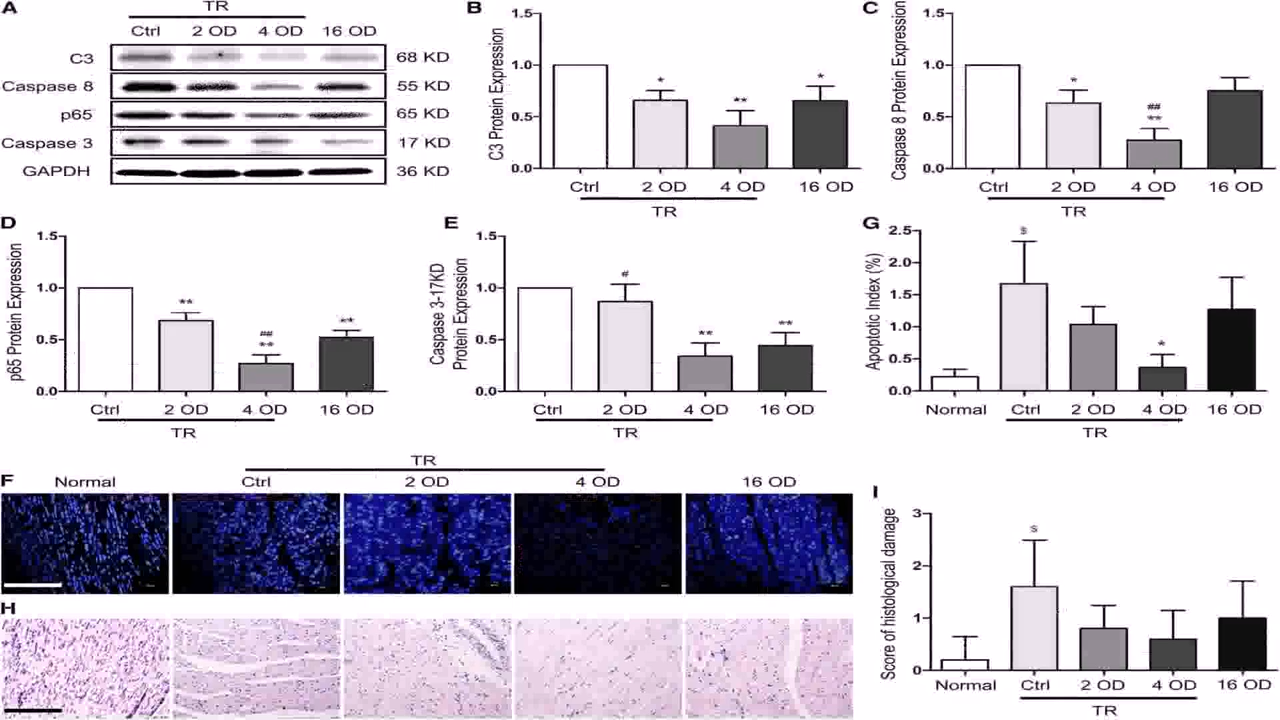 A
TR
Ctrl 2 OD 4 OD 16 OD
C3 68 KD
Caspase 8 55 KD
p65 65 KD
Caspase 3 17 KD
GAPDH 36 KD
B
C3 Protein Expression
1.5
1.0
0.5
0.0
*
**
*
Ctrl 2 OD 4 OD 16 OD
TR
C
Caspase 8 Protein Expression
1.5
1.0
0.5
0.0
*
##
**
Ctrl 2 OD 4 OD 16 OD
TR
D
p65 Protein Expression
1.5
1.0
0.5
0.0
**
##
**
**
Ctrl 2 OD 4 OD 16 OD
TR
E
Caspase 3-17KD
Protein Expression
1.5
1.0
0.5
0.0
#
**
**
Ctrl 2 OD 4 OD 16 OD
TR
G
Apoptotic Index (%)
2.5
2.0
1.5
1.0
0.5
0.0
$
*
Normal Ctrl 2 OD 4 OD 16 OD
TR
F
TR
Normal Ctrl 2 OD 4 OD 16 OD
H
I
Score of histological damage
3
2
1
0
$
Normal Ctrl 2 OD 4 OD 16 OD
TR